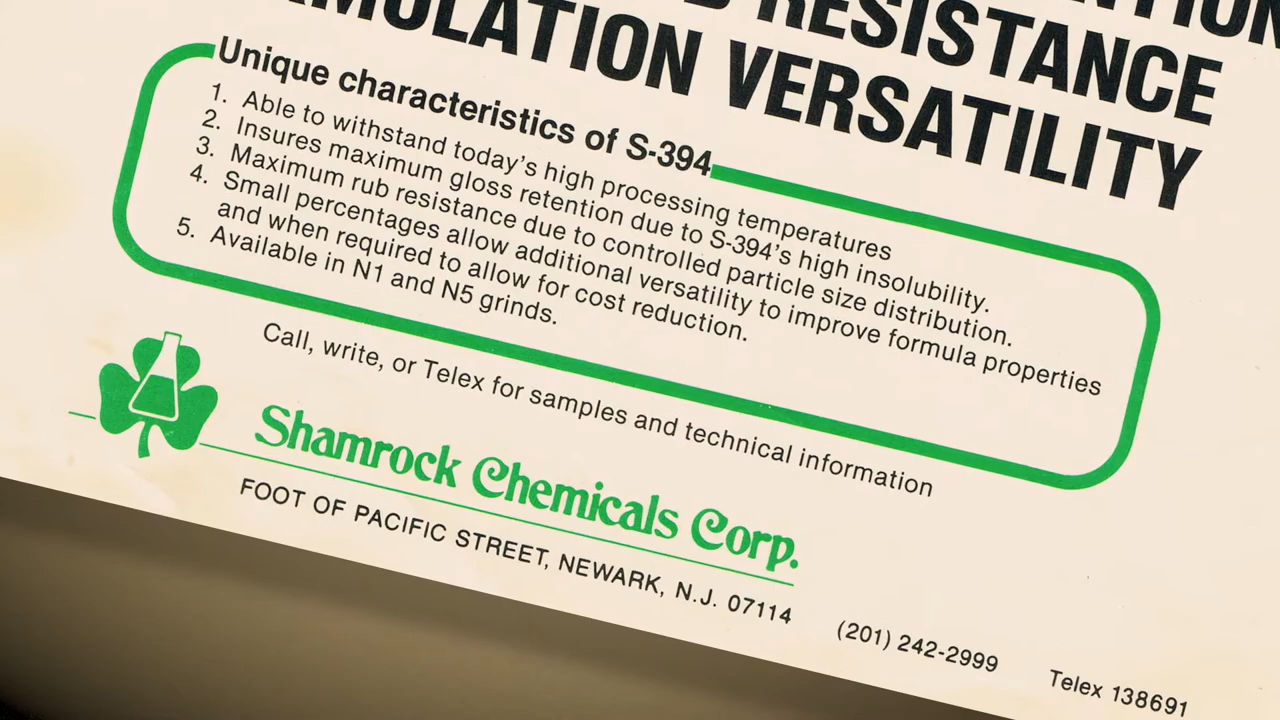 RESISTANCE
VERSATILITY
Unique characteristics of S-394
1. Able to withstand today's high processing temperatures
2. Insures maximum gloss retention due to S-394's high insolubility.
3. Maximum rub resistance due to controlled particle size distribution.
4. Small percentages allow additional versatility to improve formula properties
and when required to allow for cost reduction.
5. Available in N1 and N5 grinds.
Call, write, or Telex for samples and technical information
Shamrock Chemicals Corp.
FOOT OF PACIFIC STREET, NEWARK, N.J. 07114 (201) 242-2999 Telex 138691